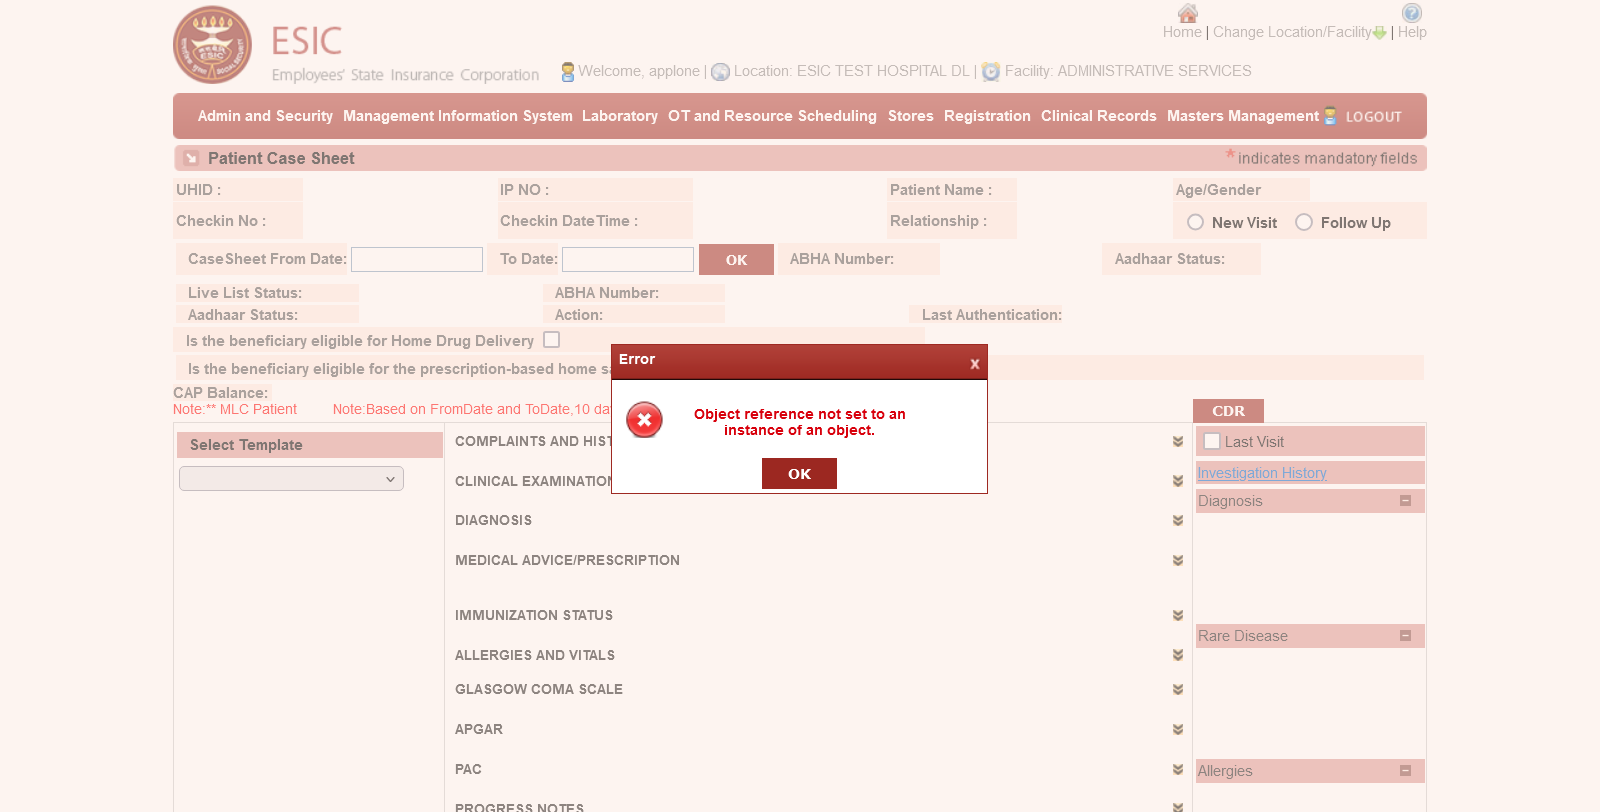 ESIC
Employees' State Insurance Corporation
Home | Change Location/Facility | Help
Welcome, applone | Location: ESIC TEST HOSPITAL DL | Facility: ADMINISTRATIVE SERVICES
Admin and Security Management Information System Laboratory OT and Resource Scheduling Stores Registration Clinical Records Masters Management LOGOUT
Patient Case Sheet
* indicates mandatory fields
UHID : IP NO : Patient Name : Age/Gender
Checkin No : Checkin DateTime : Relationship : New Visit Follow Up
CaseSheet From Date: To Date: OK ABHA Number: Aadhaar Status:
Live List Status: ABHA Number:
Aadhaar Status: Action: Last Authentication:
Is the beneficiary eligible for Home Drug Delivery
Is the beneficiary eligible for the prescription-based home
CAP Balance:
Note:** MLC Patient Note:Based on FromDate and ToDate,10
Error
x
Object reference not set to an
instance of an object.
OK
CDR
Select Template
COMPLAINTS AND
CLINICAL EXAMINATION
DIAGNOSIS
MEDICAL ADVICE/PRESCRIPTION
IMMUNIZATION STATUS
ALLERGIES AND VITALS
GLASGOW COMA SCALE
APGAR
PAC
PROGRESS NOTES
Last Visit
Investigation History
Diagnosis
Rare Disease
Allergies